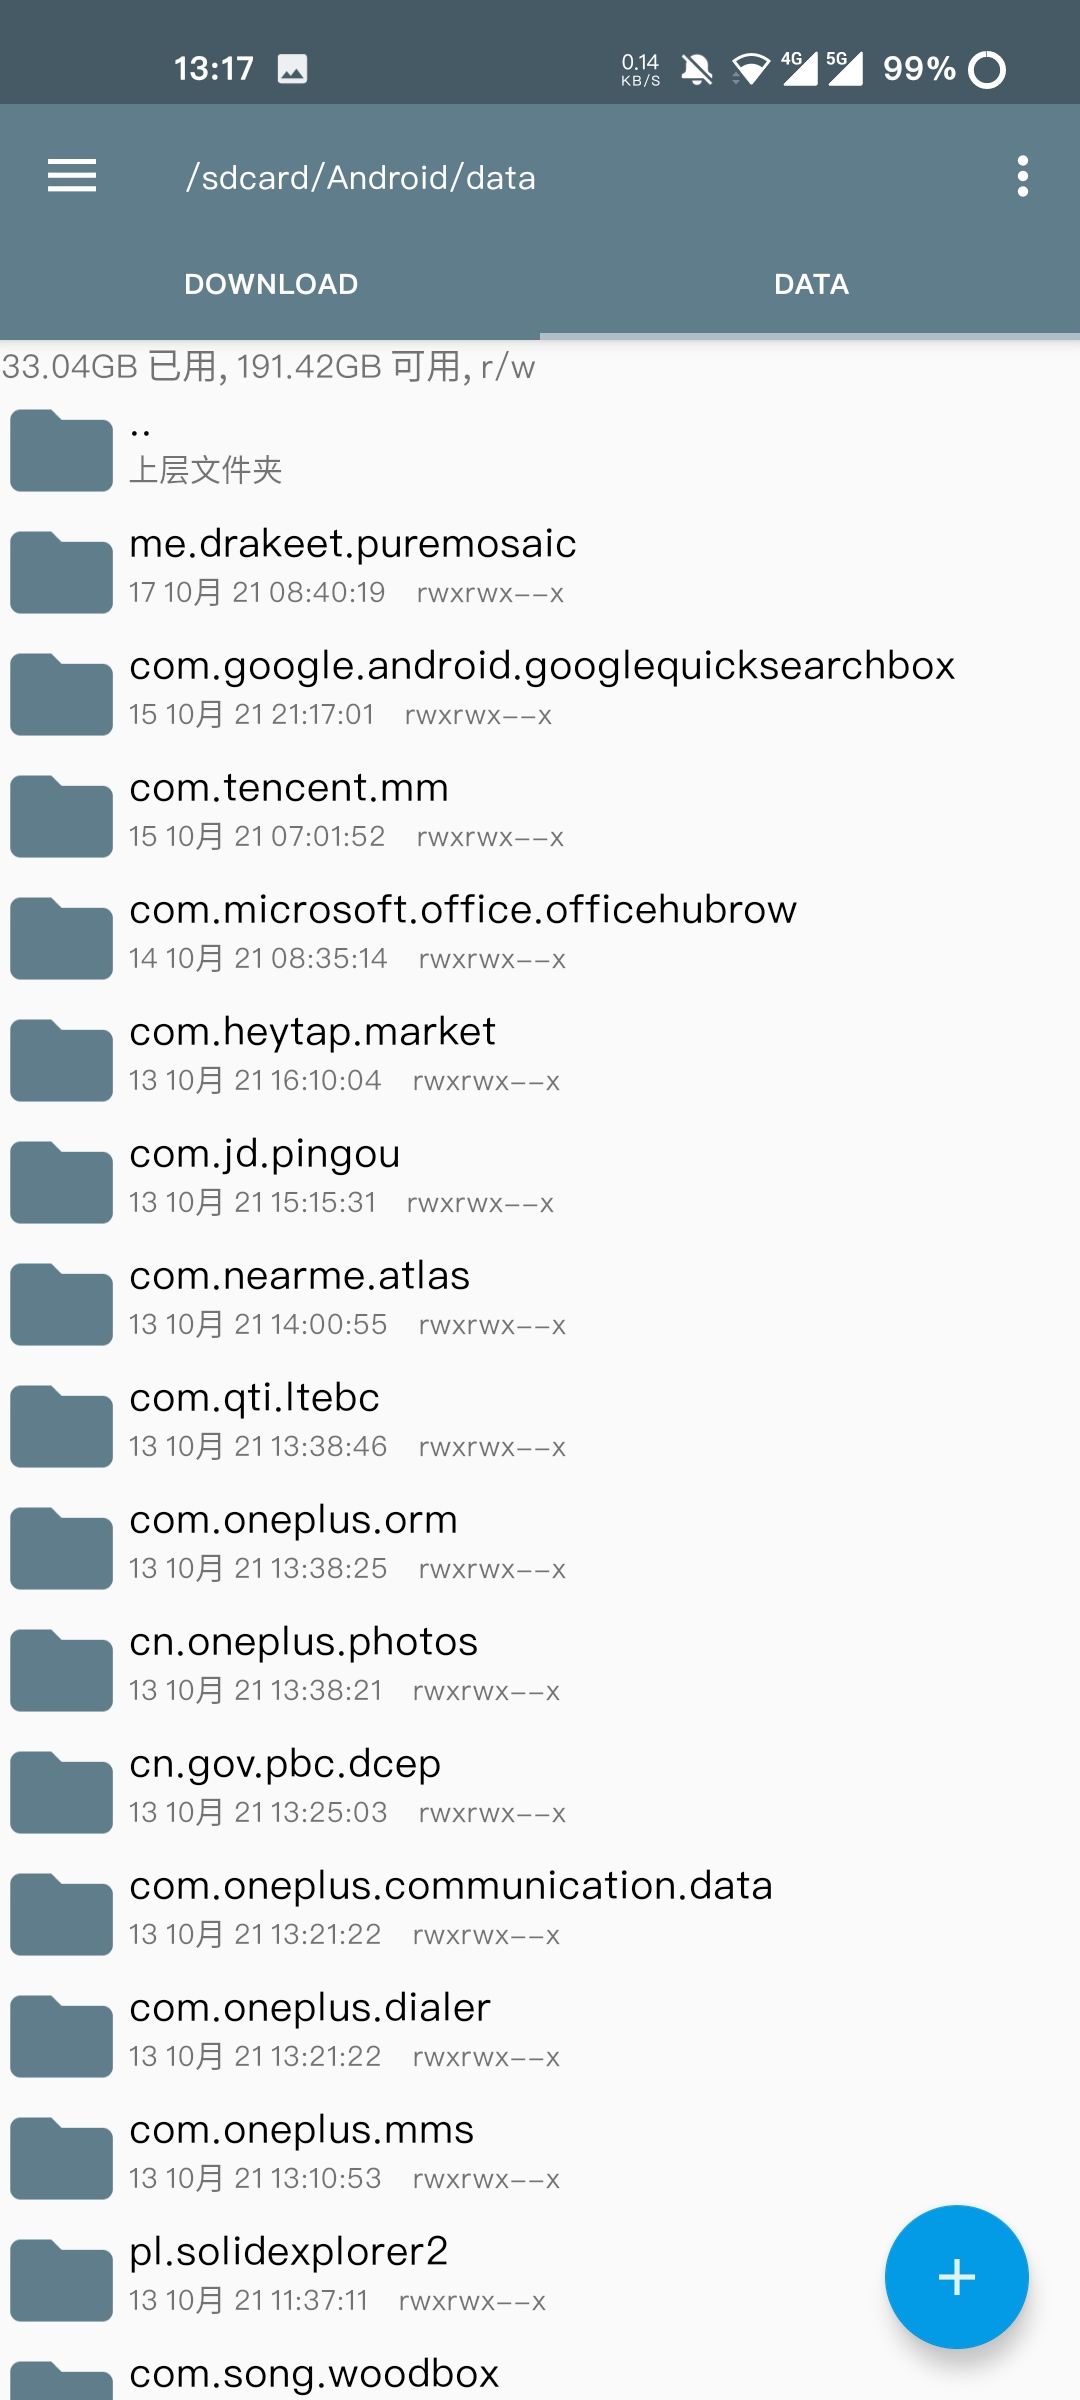 13:17
0.14
KB/S
4G
5G
99%
/sdcard/Android/data
DOWNLOAD
DATA
33.04GB 已用, 191.42GB 可用, r/w
..
上层文件夹
me.drakeet.puremosaic
17 10月 21 08:40:19 rwxrwx--x
com.google.android.googlequicksearchbox
15 10月 21 21:17:01 rwxrwx--x
com.tencent.mm
15 10月 21 07:01:52 rwxrwx--x
com.microsoft.office.officehubrow
14 10月 21 08:35:14 rwxrwx--x
com.heytap.market
13 10月 21 16:10:04 rwxrwx--x
com.jd.pingou
13 10月 21 15:15:31 rwxrwx--x
com.nearme.atlas
13 10月 21 14:00:55 rwxrwx--x
com.qti.ltebc
13 10月 21 13:38:46 rwxrwx--x
com.oneplus.orm
13 10月 21 13:38:25 rwxrwx--x
cn.oneplus.photos
13 10月 21 13:38:21 rwxrwx--x
cn.gov.pbc.dcep
13 10月 21 13:25:03 rwxrwx--x
com.oneplus.communication.data
13 10月 21 13:21:22 rwxrwx--x
com.oneplus.dialer
13 10月 21 13:21:22 rwxrwx--x
com.oneplus.mms
13 10月 21 13:10:53 rwxrwx--x
pl.solidexplorer2
13 10月 21 11:37:11 rwxrwx--x
com.song.woodbox